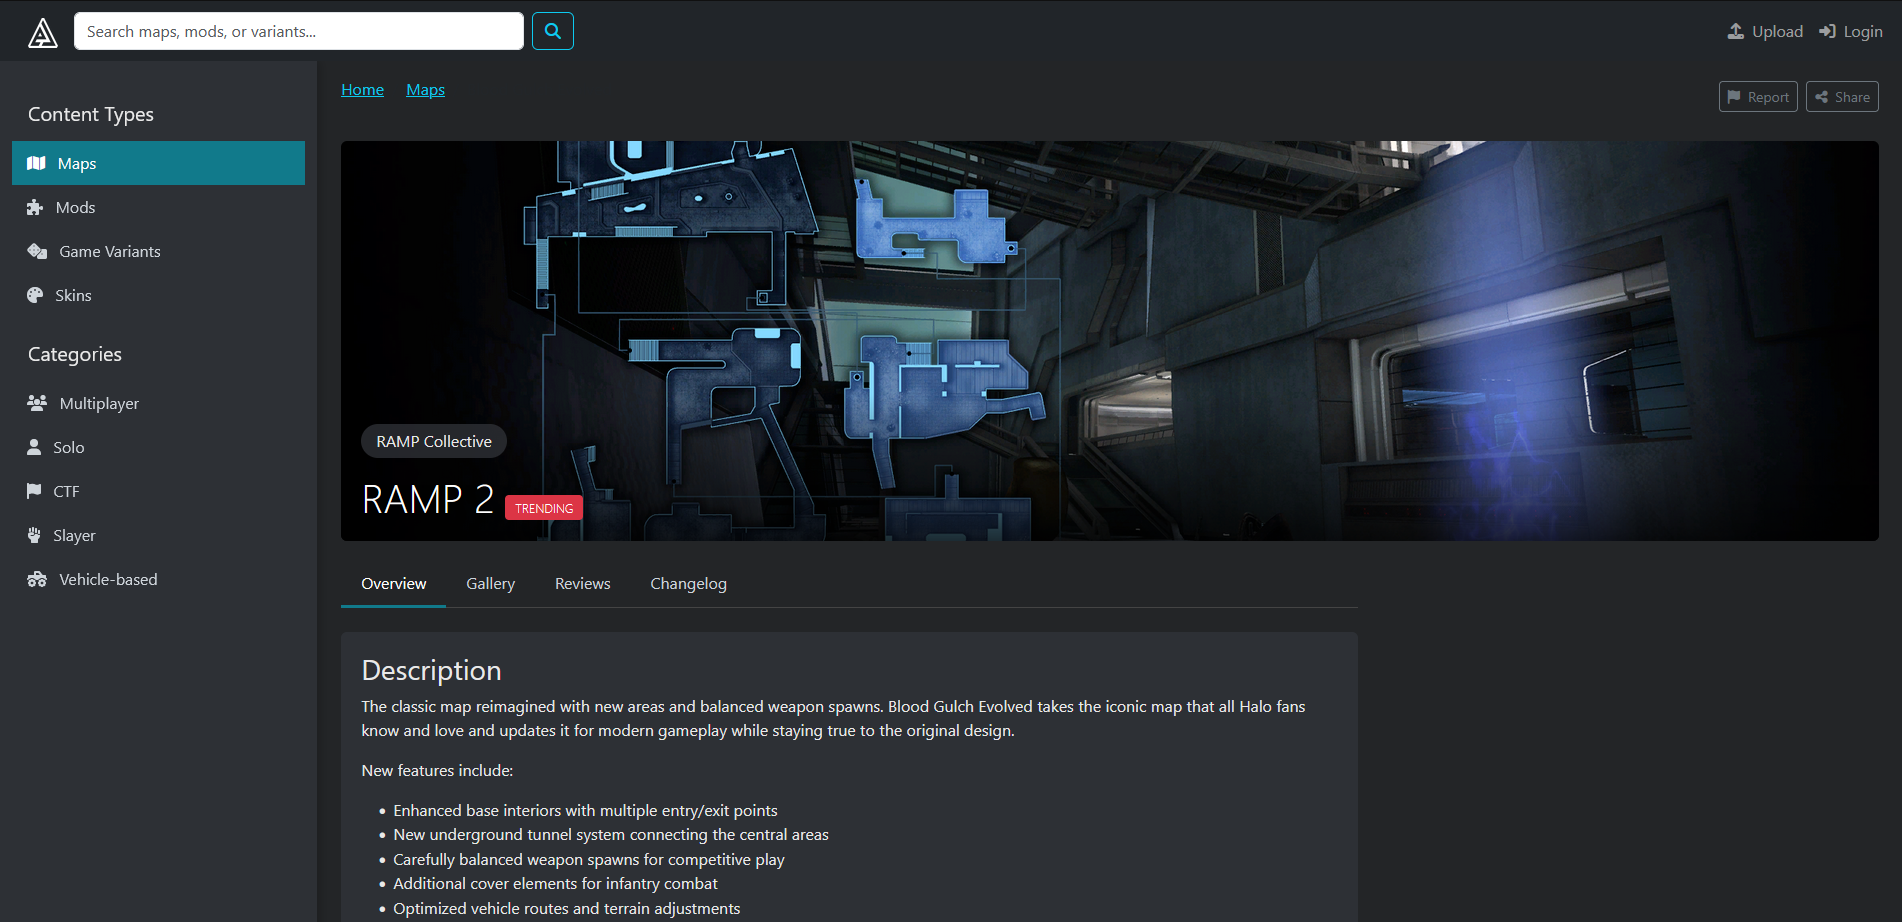 Search maps, mods, or variants...
Upload
Login
Content Types
Maps
Mods
Game Variants
Skins
Categories
Multiplayer
Solo
CTF
Slayer
Vehicle-based
Home
Maps
Report
Share
RAMP Collective
RAMP 2 TRENDING
Overview
Gallery
Reviews
Changelog
Description
The classic map reimagined with new areas and balanced weapon spawns. Blood Gulch Evolved takes the iconic map that all Halo fans
know and love and updates it for modern gameplay while staying true to the original design.
New features include:
• Enhanced base interiors with multiple entry/exit points
• New underground tunnel system connecting the central areas
• Carefully balanced weapon spawns for competitive play
• Additional cover elements for infantry combat
• Optimized vehicle routes and terrain adjustments